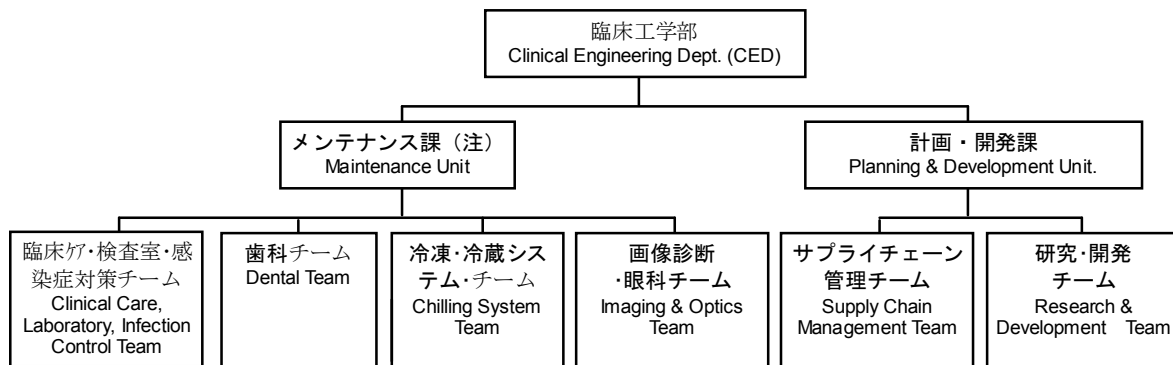 臨床工学部
Clinical Engineering Dept. (CED)
メンテナンス課（注）
Maintenance Unit
計画・開発課
Planning & Development Unit.
臨床ｹｱ・検査室・感
染症対策チーム
Clinical Care,
Laboratory, Infection
Control Team
歯科チーム
Dental Team
冷凍・冷蔵シス
テム・チーム
Chilling System
Team
画像診断
・眼科チーム
Imaging & Optics
Team
サプライチェーン
管理チーム
Supply Chain
Management Team
研究・開発
チーム
Research &
Development　Team